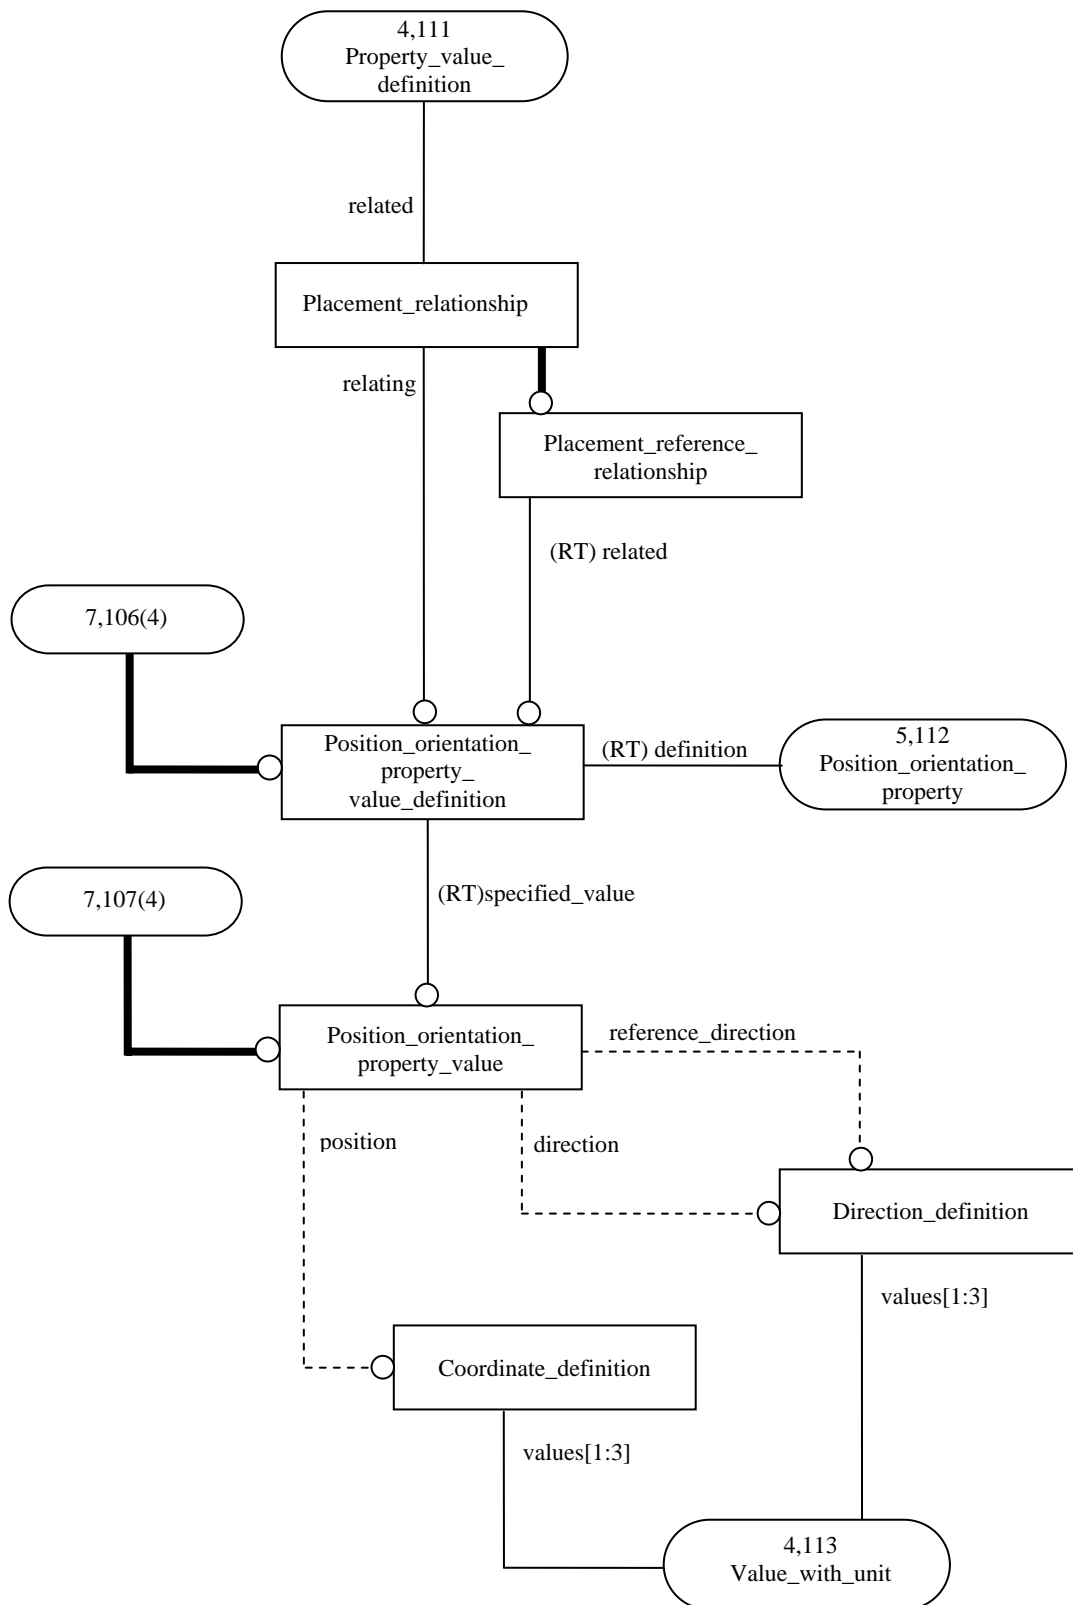 4,111
Property_value_
definition
related
Placement_relationship
relating
Placement_reference_
relationship
(RT) related
7,106(4)
Position_orientation_
property_
value_definition
(RT) definition
5,112
Position_orientation_
property
7,107(4)
(RT)specified_value
Position_orientation_
property_value
reference_direction
position
direction
Direction_definition
values[1:3]
Coordinate_definition
values[1:3]
4,113
Value_with_unit